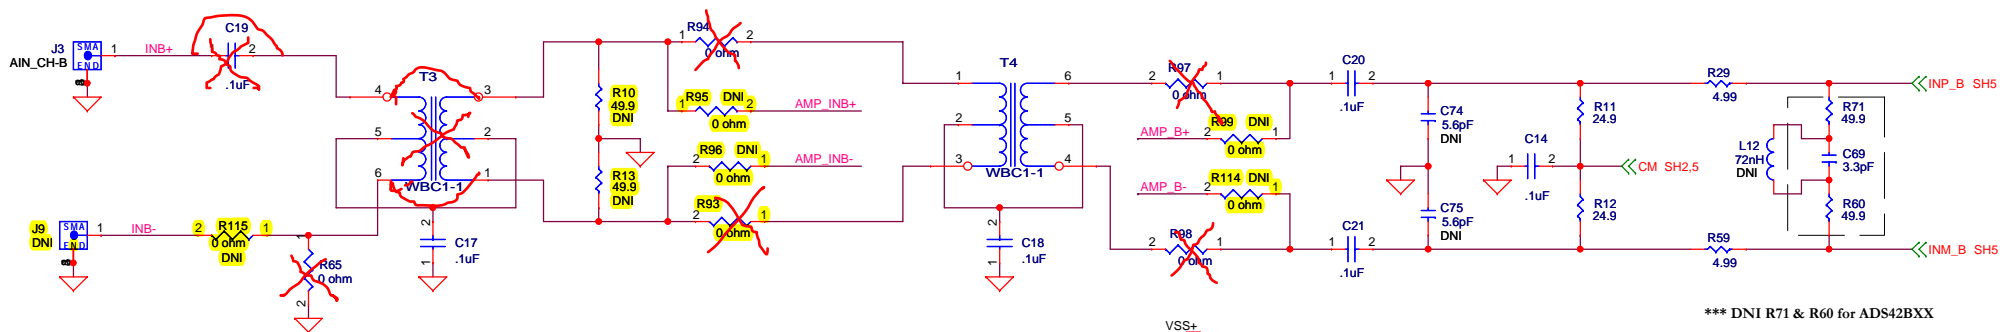 J3
SMA
END
AIN_CH-B
1
INB+
C19
2
.1uF
T3
4
3
5
2
6
1
WBC1-1
J9
DNI
SMA
END
1
INB-
2
R115
1
0 ohm
DNI
R65
0 ohm
2
2
C17
1
.1uF
R10
49.9
DNI
R13
49.9
DNI
R94
1
2
0 ohm
R95 DNI
1
2
0 ohm
AMP_INB+
R96 DNI
2
1
0 ohm
AMP_INB-
R93
2
1
0 ohm
T4
1
6
2
5
3
4
WBC1-1
2
C18
1
.1uF
R97
2
1
0 ohm
R99 DNI
AMP_B+
2
1
0 ohm
R114 DNI
AMP_B-
2
1
0 ohm
R98
2
1
0 ohm
C20
1
2
.1uF
C21
1
2
.1uF
C74
5.6pF
DNI
C75
5.6pF
DNI
C14
1
2
.1uF
R11
24.9
R12
24.9
CM SH2,5
R29
4.99
R59
4.99
L12
72nH
DNI
R71
49.9
C69
3.3pF
R60
49.9
INP_B SH5
INM_B SH5
VSS+
*** DNI R71 & R60 for ADS42BXX